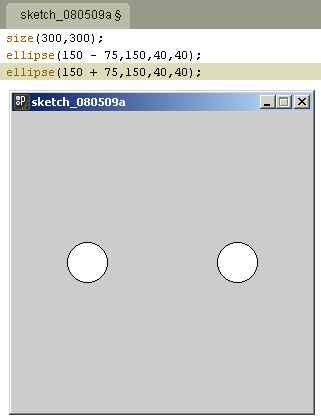 sketch_080509a §
size(300,300);
ellipse(150 - 75,150,40,40);
ellipse(150 + 75,150,40,40);
sketch_080509a